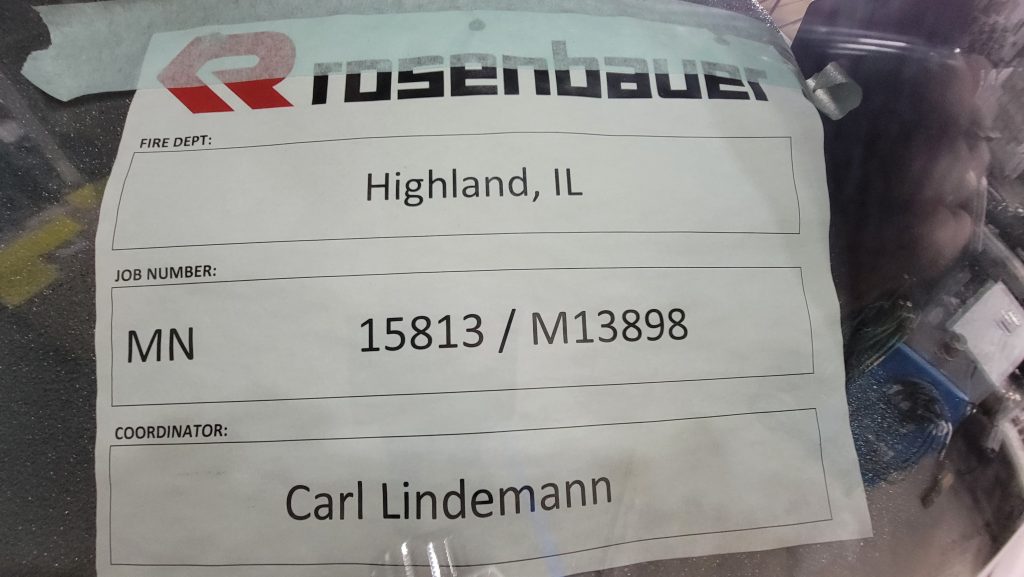 rosenbauer
FIRE DEPT:
Highland, IL
JOB NUMBER:
MN 15813 / M13898
COORDINATOR:
Carl Lindemann